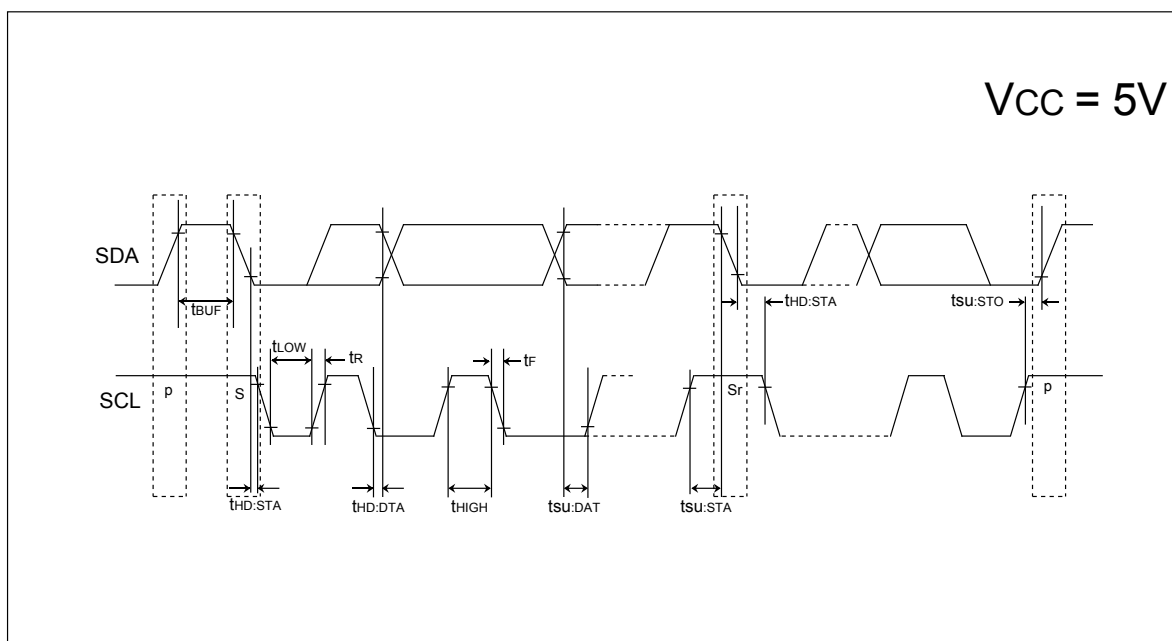 VCC = 5V
SDA
tBUF
tHD:STA
tsu:STO
tLOW
tR
tF
SCL
p
S
Sr
p
tHD:STA
tHD:DTA
tHIGH
tsu:DAT
tsu:STA